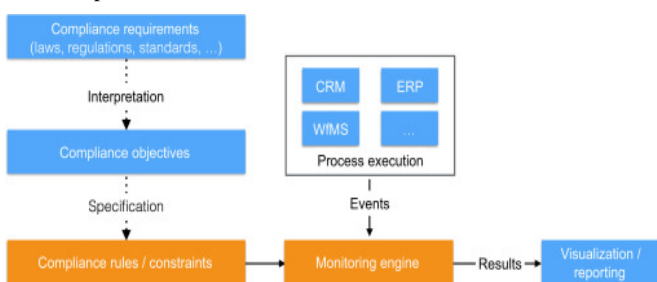 Compliance requirements
(laws, regulations, standards, ...)
Interpretation
Compliance objectives
Specification
Compliance rules / constraints
CRM
ERP
WfMS
...
Process execution
Events
Monitoring engine
Results
Visualization /
reporting